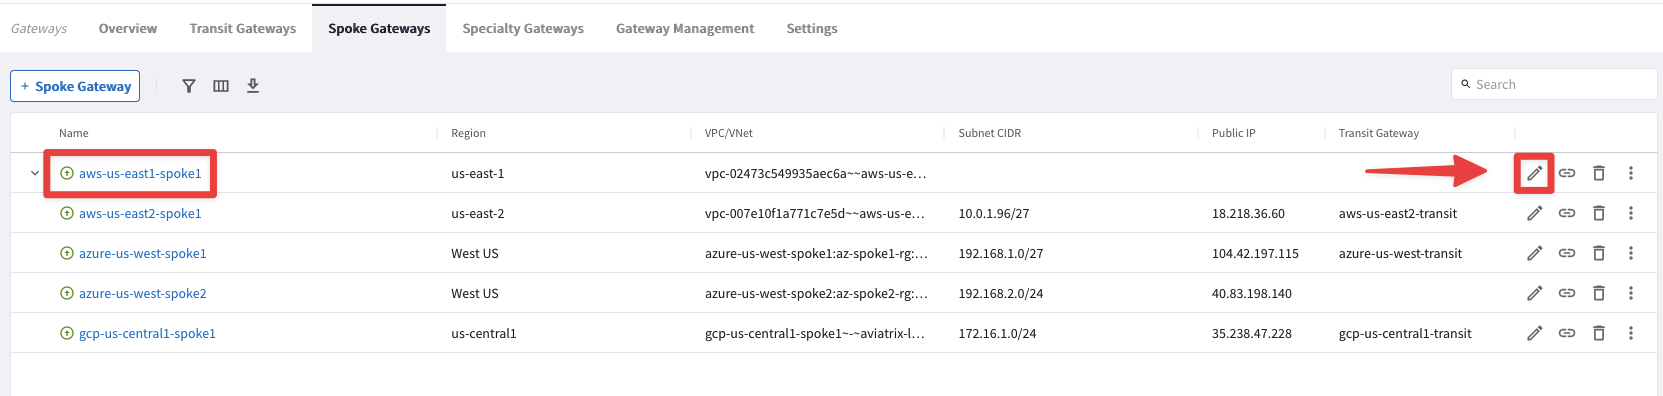 Gateways Overview Transit Gateways Spoke Gateways Specialty Gateways Gateway Management Settings
+ Spoke Gateway Search
Name Region VPC/VNet Subnet CIDR Public IP Transit Gateway
aws-us-east1-spoke1 us-east-1 vpc-02473c549935aec6a~~aws-us-e...
aws-us-east2-spoke1 us-east-2 vpc-007e10f1a771c7e5d~~aws-us-e... 10.0.1.96/27 18.218.36.60 aws-us-east2-transit
azure-us-west-spoke1 West US azure-us-west-spoke1:az-spoke1-rg:... 192.168.1.0/27 104.42.197.115 azure-us-west-transit
azure-us-west-spoke2 West US azure-us-west-spoke2:az-spoke2-rg:... 192.168.2.0/24 40.83.198.140
gcp-us-central1-spoke1 us-central1 gcp-us-central1-spoke1~-~aviatrix-l... 172.16.1.0/24 35.238.47.228 gcp-us-central1-transit